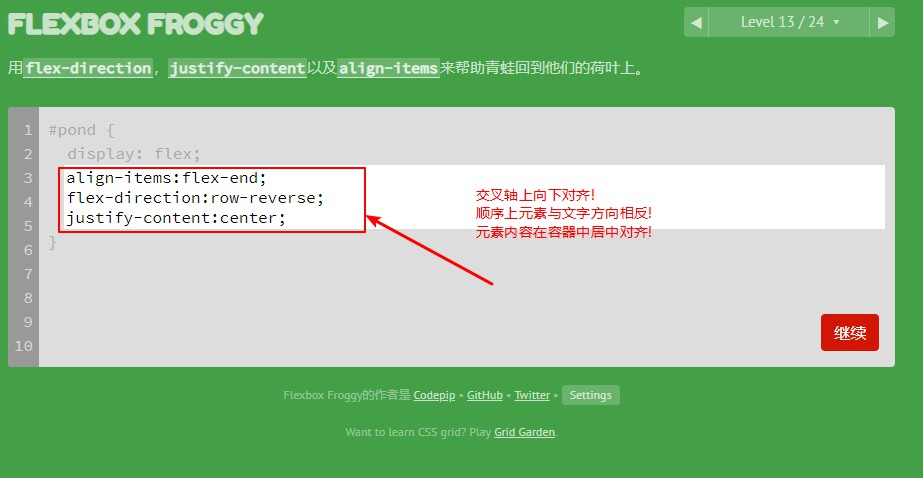 FLEXBOX FROGGY
◀ Level 13 / 24 ▾ ▶
用flex-direction，justify-content以及align-items来帮助青蛙回到他们的荷叶上。
1 #pond {
2 display: flex;
3 align-items:flex-end;
4 flex-direction:row-reverse;
5 justify-content:center;
6 }
7
8
9
10
交叉轴上向下对齐!
顺序上元素与文字方向相反!
元素内容在容器中居中对齐!
继续
Flexbox Froggy的作者是 Codepip • GitHub • Twitter • Settings
Want to learn CSS grid? Play Grid Garden.